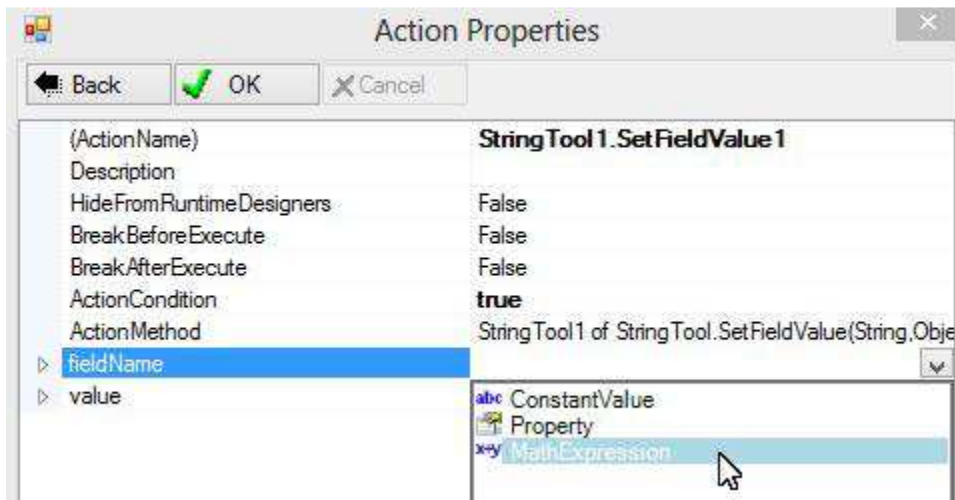 Action Properties
Back OK Cancel
(ActionName) StringTool1.SetFieldValue1
Description
HideFromRuntimeDesigners False
BreakBeforeExecute False
BreakAfterExecute False
ActionCondition true
ActionMethod StringTool1 of StringTool.SetFieldValue(String,Obje
fieldName
value
abc ConstantValue
Property
x+y MathExpression